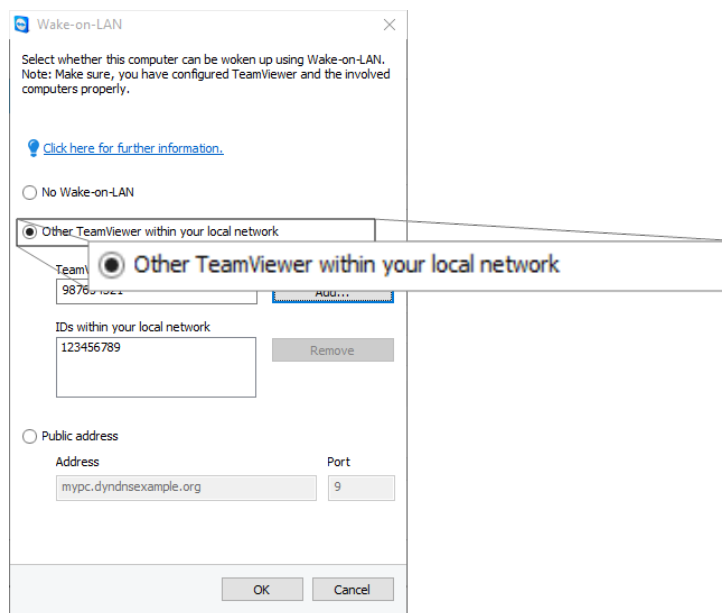 Wake-on-LAN
Select whether this computer can be woken up using Wake-on-LAN.
Note: Make sure, you have configured TeamViewer and the involved
computers properly.
Click here for further information.
No Wake-on-LAN
Other TeamViewer within your local network
Other TeamViewer within your local network
IDs within your local network
123456789
Remove
Public address
Address Port
mypc.dyndnsexample.org 9
OK Cancel